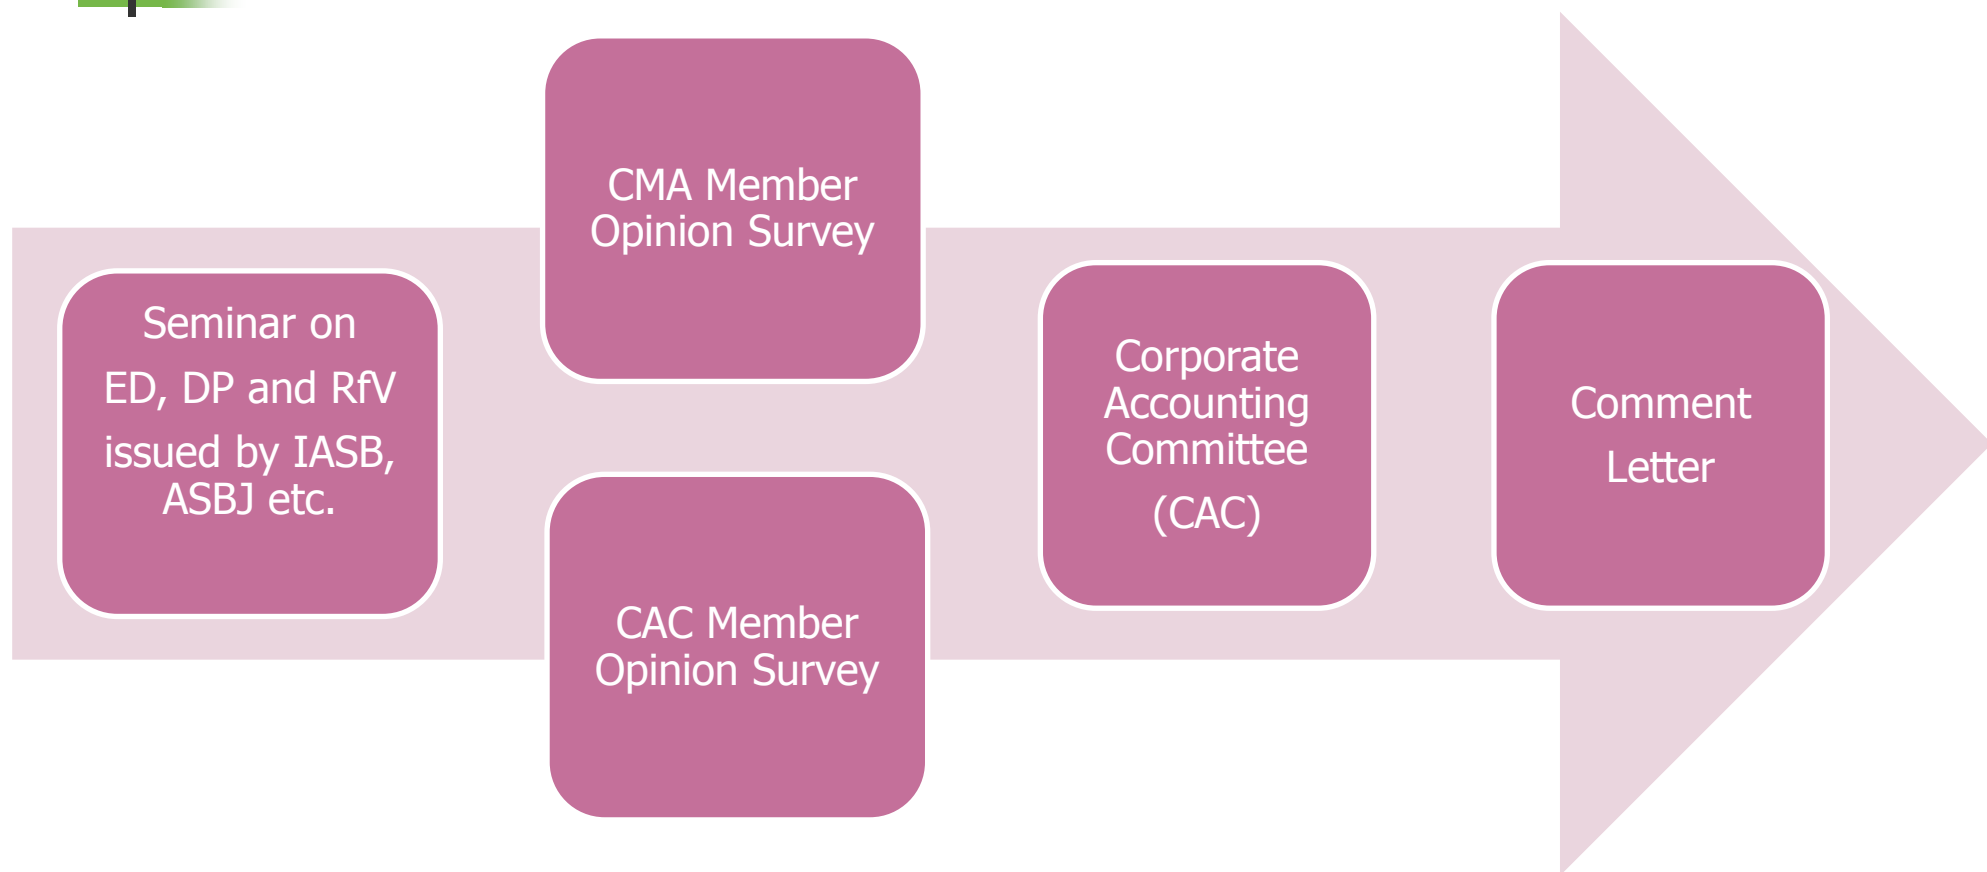 Seminar on
ED, DP and RfV
issued by IASB,
ASBJ etc.
CMA Member
Opinion Survey
CAC Member
Opinion Survey
Corporate
Accounting
Committee
(CAC)
Comment
Letter